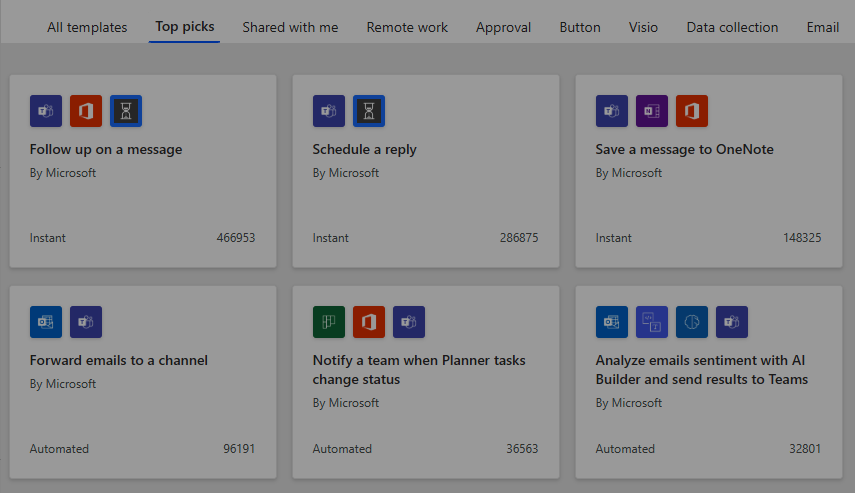 All templates Top picks Shared with me Remote work Approval Button Visio Data collection Email
Follow up on a message
By Microsoft
Instant 466953
Schedule a reply
By Microsoft
Instant 286875
Save a message to OneNote
By Microsoft
Instant 148325
Forward emails to a channel
By Microsoft
Automated 96191
Notify a team when Planner tasks
change status
By Microsoft
Automated 36563
Analyze emails sentiment with AI
Builder and send results to Teams
By Microsoft
Automated 32801